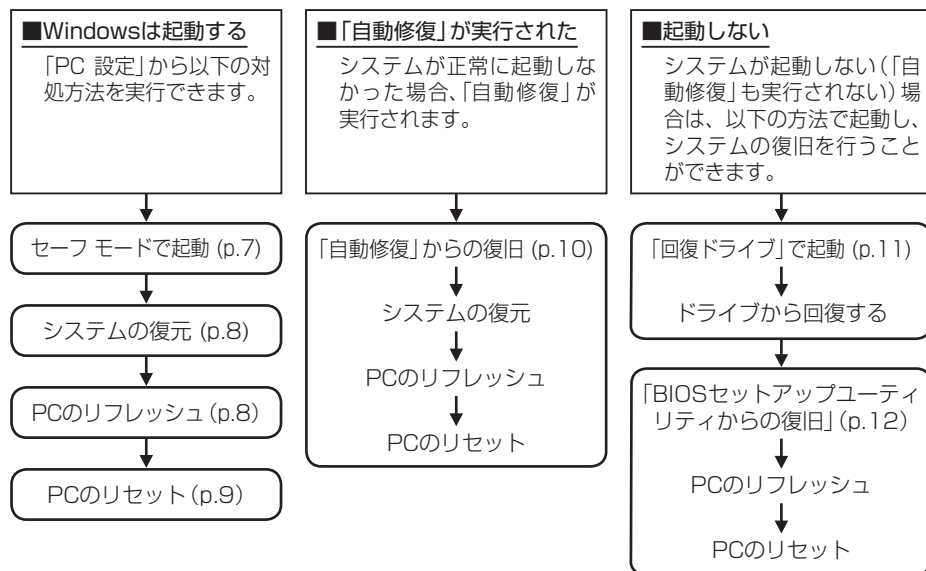 ■Windowsは起動する
「PC 設定」から以下の対
処方法を実行できます。
セーフ モードで起動 (p.7)
システムの復元 (p.8)
PCのリフレッシュ (p.8)
PCのリセット (p.9)
■「自動修復」が実行された
システムが正常に起動しな
かった場合、「自動修復」が
実行されます。
「自動修復」からの復旧 (p.10)
システムの復元
PCのリフレッシュ
PCのリセット
■起動しない
システムが起動しない(「自
動修復」も実行されない)場
合は、以下の方法で起動し、
システムの復旧を行うこと
ができます。
「回復ドライブ」で起動 (p.11)
ドライブから回復する
「BIOSセットアップユーティ
リティからの復旧」(p.12)
PCのリフレッシュ
PCのリセット